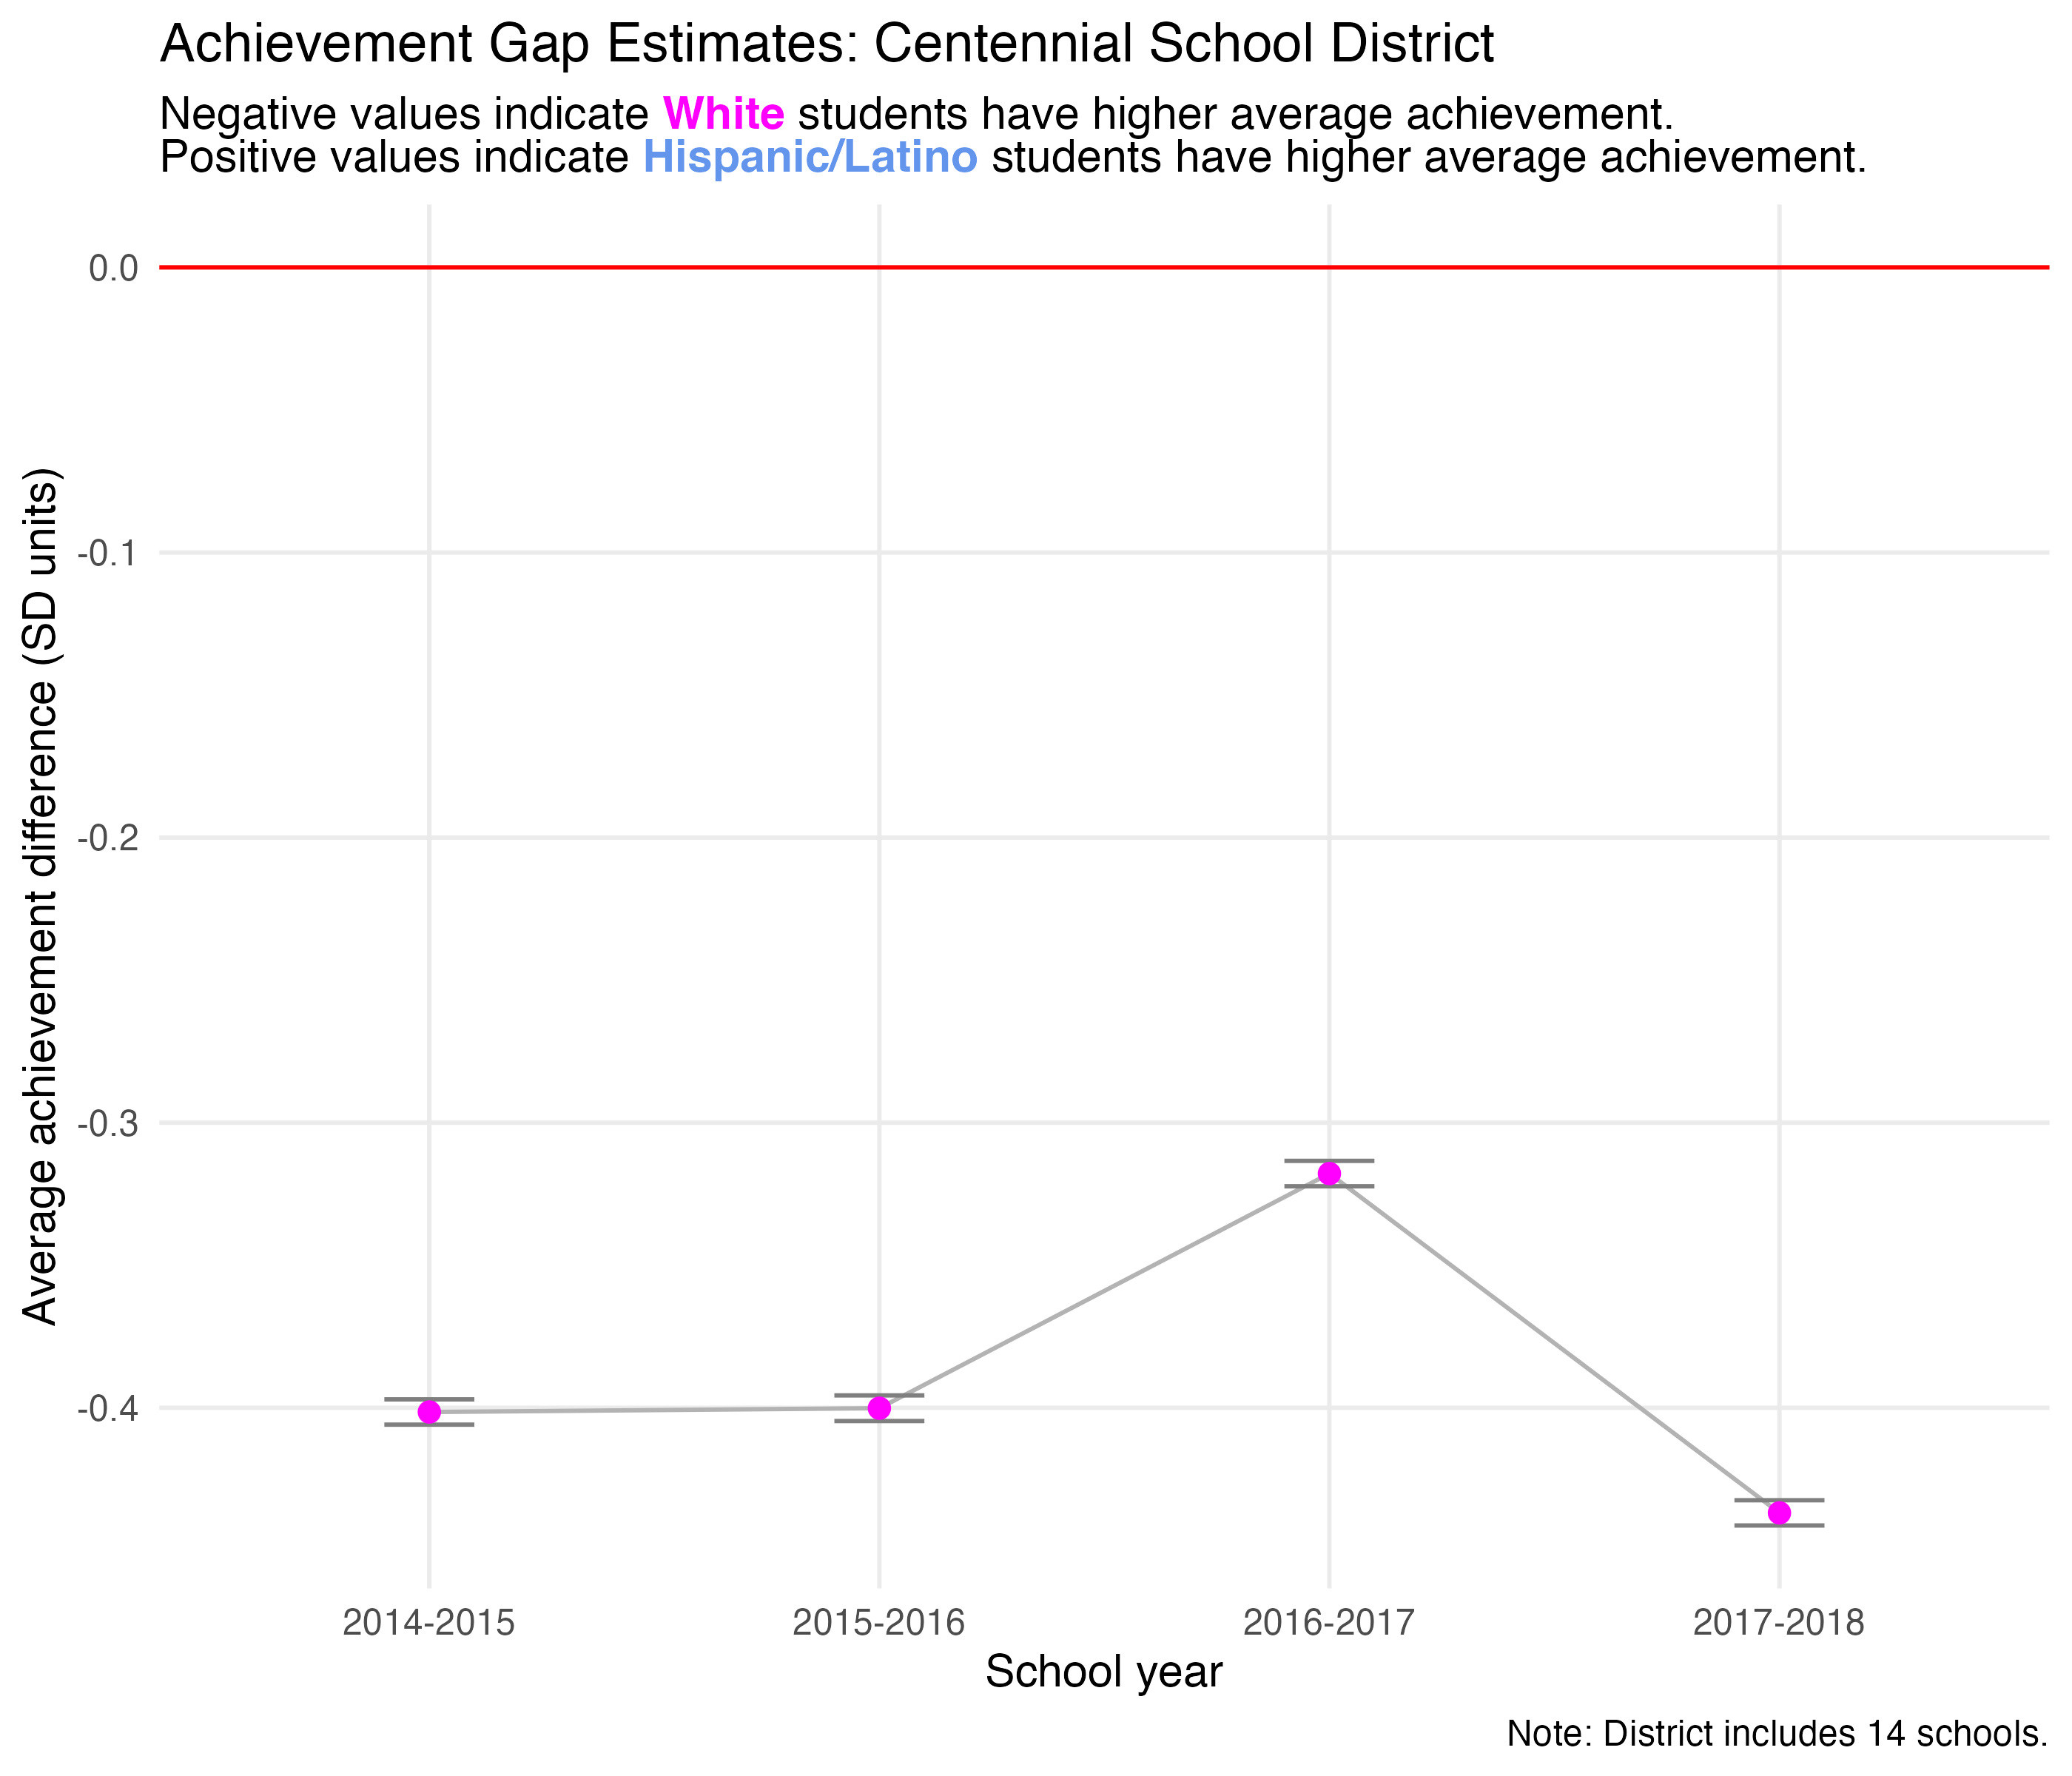 Achievement Gap Estimates: Centennial School District
Negative values indicate White students have higher average achievement.
Positive values indicate Hispanic/Latino students have higher average achievement.
Average achievement difference (SD units)
0.0
-0.1
-0.2
-0.3
-0.4
2014-2015
2015-2016
2016-2017
2017-2018
School year
Note: District includes 14 schools.